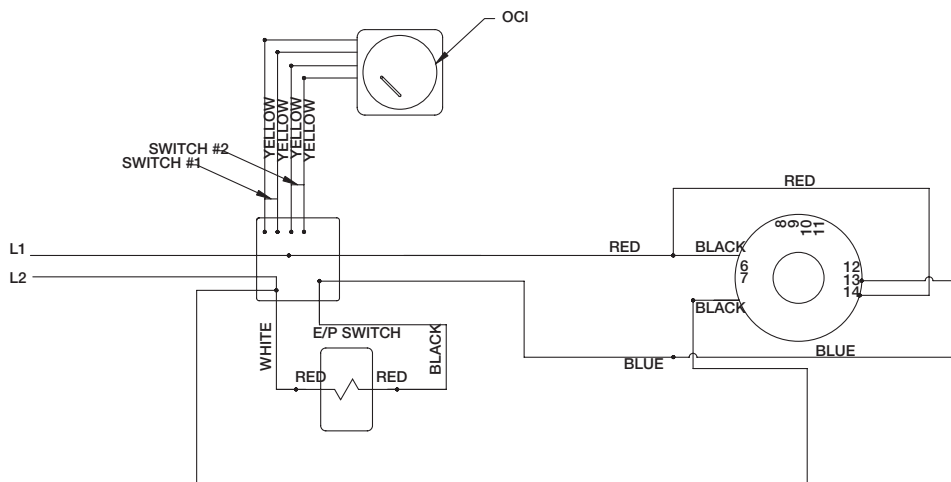 OCI
YELLOW
YELLOW
YELLOW
YELLOW
SWITCH #2
SWITCH #1
RED
8
9
10
11
L1
RED
BLACK
L2
6
7
12
13
14
BLACK
WHITE
E/P SWITCH
BLACK
BLUE
BLUE
RED
RED